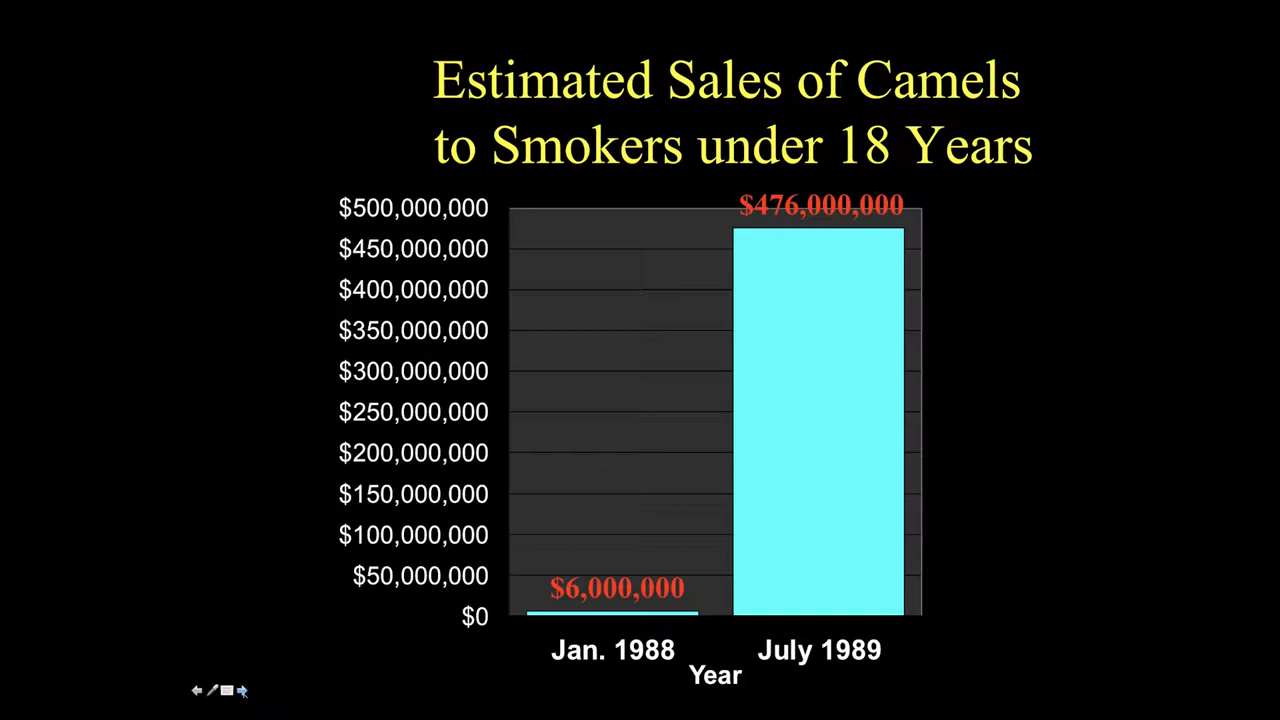 Estimated Sales of Camels
to Smokers under 18 Years
$500,000,000
$476,000,000
$450,000,000
$400,000,000
$350,000,000
$300,000,000
$250,000,000
$200,000,000
$150,000,000
$100,000,000
$50,000,000
$6,000,000
$0
Jan. 1988
July 1989
Year